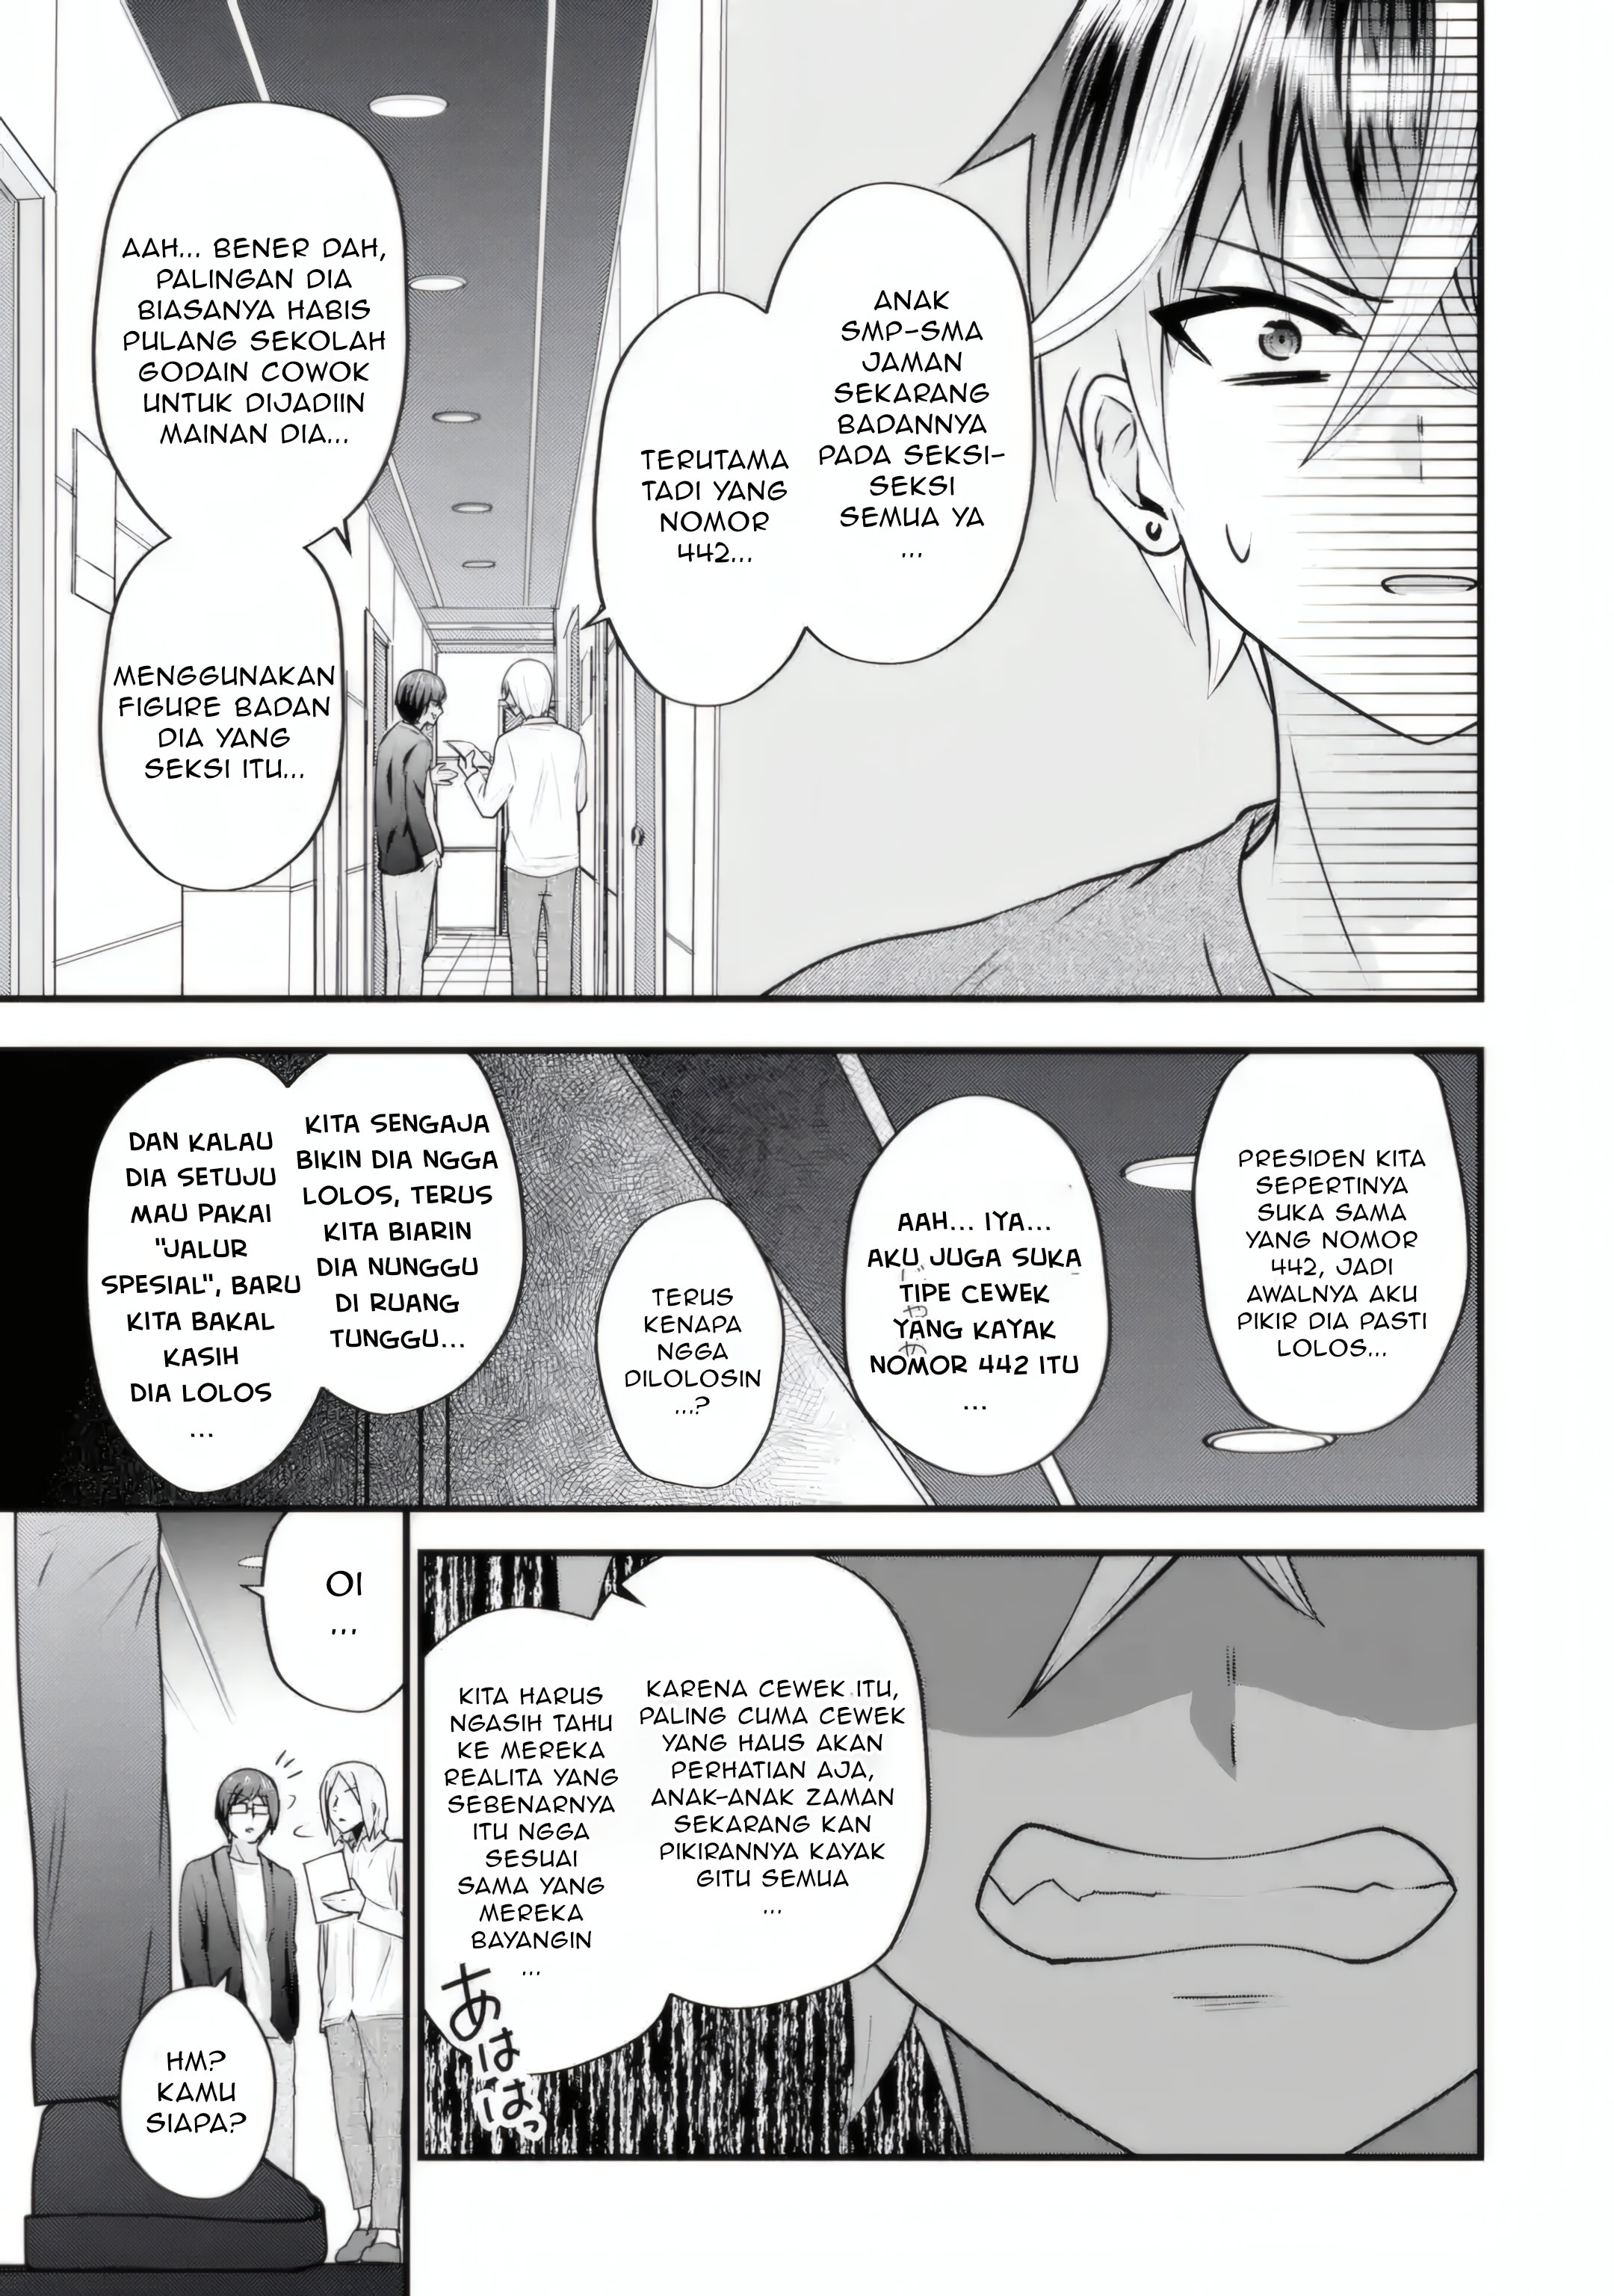 ANAK
SMP-SMA
JAMAN
SEKARANG
BADANNYA
PADA SEKSI-
SEKSI
SEMUA YA
...
TERUTAMA
TADI YANG
NOMOR
442...
AAH... BENER DAH,
PALINGAN DIA
BIASANYA HABIS
PULANG SEKOLAH
GODAIN COWOK
UNTUK DIJADIIN
MAINAN DIA...
MENGGUNAKAN
FIGURE BADAN
DIA YANG
SEKSI ITU...
PRESIDEN KITA
SEPERTINYA
SUKA SAMA
YANG NOMOR
442, JADI
AWALNYA AKU
PIKIR DIA PASTI
LOLOS...
AAH... IYA...
AKU JUGA SUKA
TIPE CEWEK
YANG KAYAK
NOMOR 442 ITU
...
TERUS
KENAPA
NGGA
DILOLOSIN
...?
KITA SENGAJA
BIKIN DIA NGGA
LOLOS, TERUS
KITA BIARIN
DIA NUNGGU
DI RUANG
TUNGGU...
DAN KALAU
DIA SETUJU
MAU PAKAI
"JALUR
SPESIAL", BARU
KITA BAKAL
KASIH
DIA LOLOS
...
KARENA CEWEK ITU,
PALING CUMA CEWEK
YANG HAUS AKAN
PERHATIAN AJA,
ANAK-ANAK ZAMAN
SEKARANG KAN
PIKIRANNYA KAYAK
GITU SEMUA
...
KITA HARUS
NGASIH TAHU
KE MEREKA
REALITA YANG
SEBENARNYA
ITU NGGA
SESUAI
SAMA YANG
MEREKA
BAYANGIN
...
あははっ
OI
...
HM?
KAMU
SIAPA?